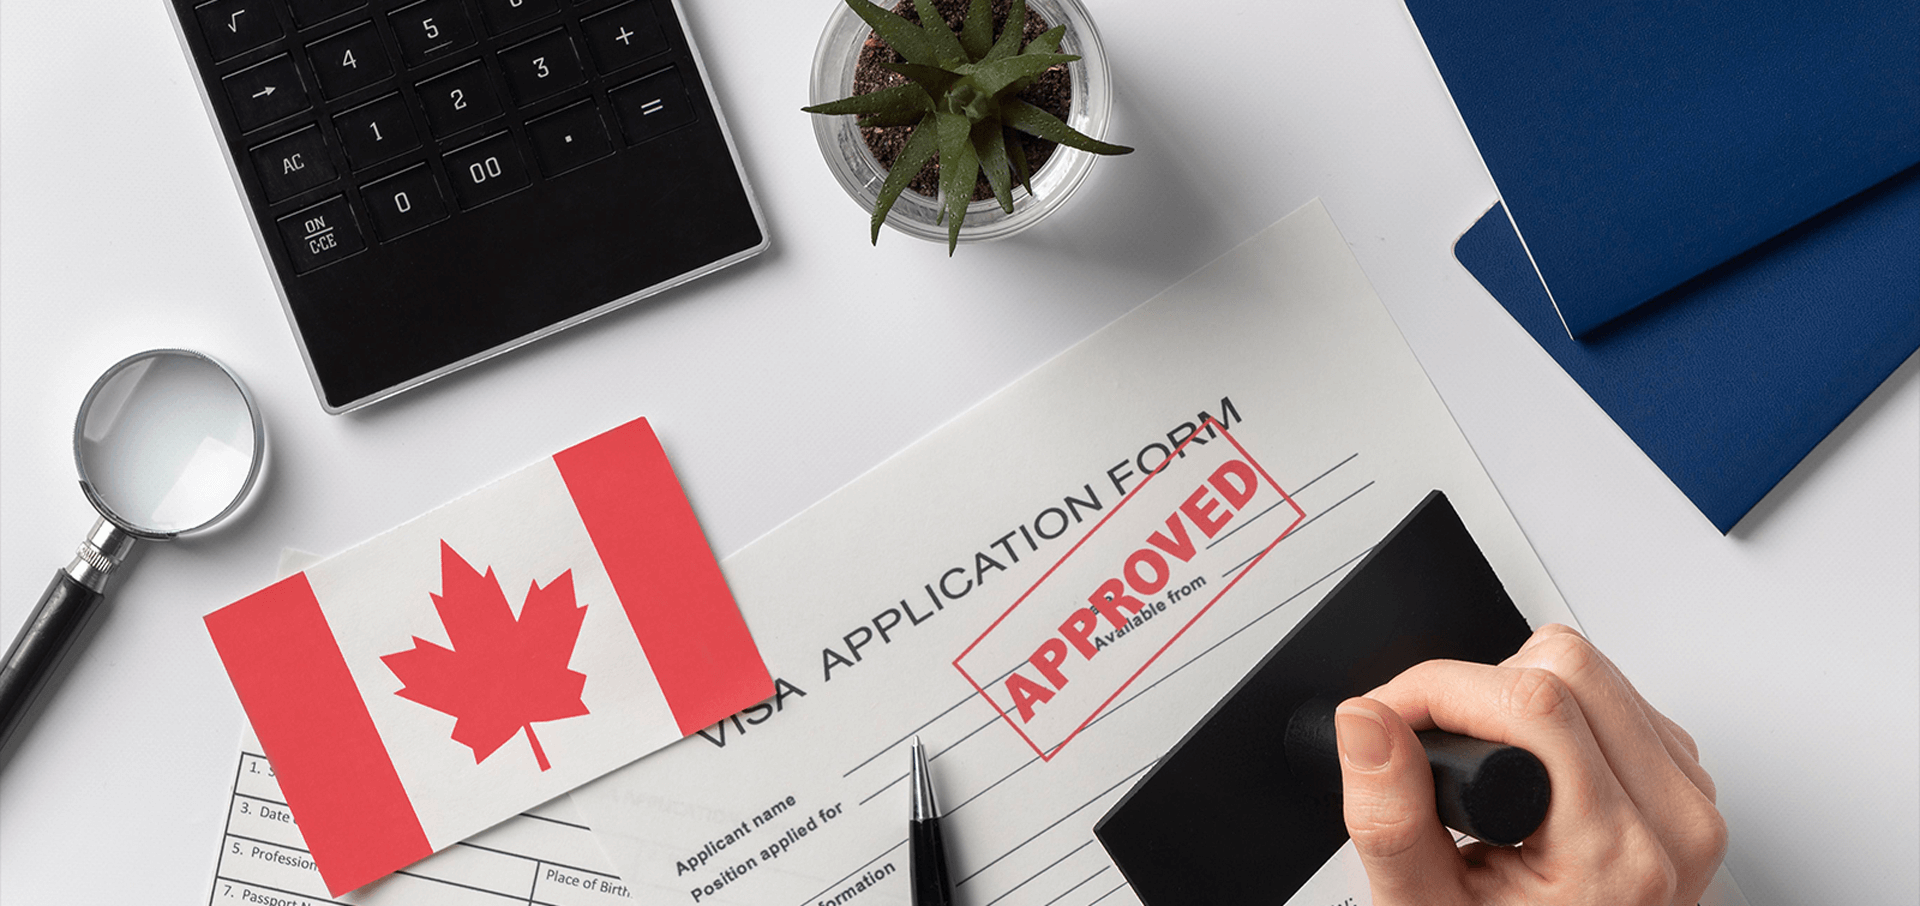 √ 
4 5 6 +
→ 1 2 3 =
AC 0 00 .
ON
C·CE
VISA APPLICATION FORM
APPROVED
Available from
Applicant name
Position applied for
1.
3. Date
5. Profession
Place of Birth
7. Passport